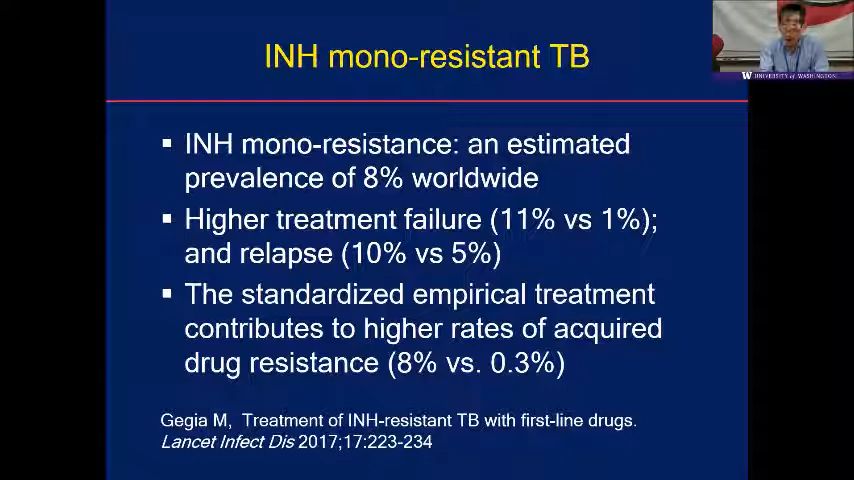 INH mono-resistant TB
▪ INH mono-resistance: an estimated
prevalence of 8% worldwide
▪ Higher treatment failure (11% vs 1%);
and relapse (10% vs 5%)
▪ The standardized empirical treatment
contributes to higher rates of acquired
drug resistance (8% vs. 0.3%)
Gegia M, Treatment of INH-resistant TB with first-line drugs.
Lancet Infect Dis 2017;17:223-234
W UNIVERSITY of WASHINGTON